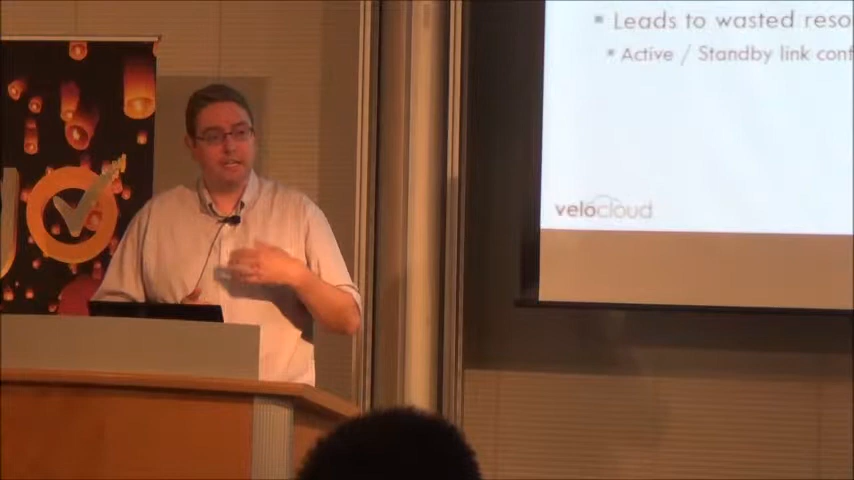 ▪ Leads to wasted reso
▪ Active / Standby link conf
velocloud